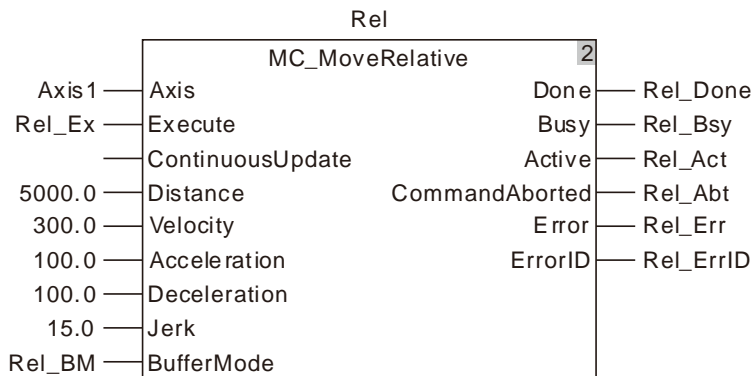 Rel
MC_MoveRelative 2
Axis1 Axis Done Rel_Done
Rel_Ex Execute Busy Rel_Bsy
ContinuousUpdate Active Rel_Act
5000.0 Distance CommandAborted Rel_Abt
300.0 Velocity Error Rel_Err
100.0 Acceleration ErrorID Rel_ErrID
100.0 Deceleration
15.0 Jerk
Rel_BM BufferMode